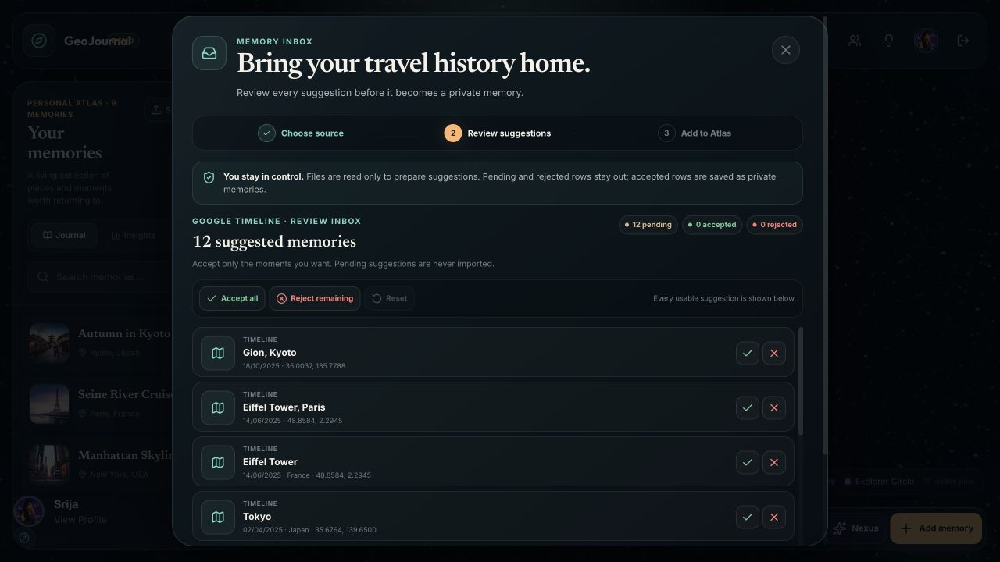 GeoJournal
MEMORY INBOX
Bring your travel history home.
Review every suggestion before it becomes a private memory.
Choose source
2
Review suggestions
3
Add to Atlas
You stay in control. Files are read only to prepare suggestions. Pending and rejected rows stay out; accepted rows are saved as private
memories.
GOOGLE TIMELINE · REVIEW INBOX
12 pending
0 accepted
0 rejected
12 suggested memories
Accept only the moments you want. Pending suggestions are never imported.
Accept all
Reject remaining
Reset
Every usable suggestion is shown below.
TIMELINE
Gion, Kyoto
18/10/2025 · 35.0037, 135.7788
TIMELINE
Eiffel Tower, Paris
14/06/2025 · 48.8584, 2.2945
TIMELINE
Eiffel Tower
14/06/2025 · France · 48.8584, 2.2945
TIMELINE
Tokyo
02/04/2025 · Japan · 35.6764, 139.6500
PERSONAL ATLAS · 9
MEMORIES
Your
memories
A living collection of
places and moments
worth returning to.
Journal
Insights
Search memories...
Autumn in Kyoto
Kyoto, Japan
Seine River Cruis
Paris, France
Manhattan Skylin
New York, USA
Srija
View Profile
Explorer Circle
17 visible pins
Nexus
Add memory